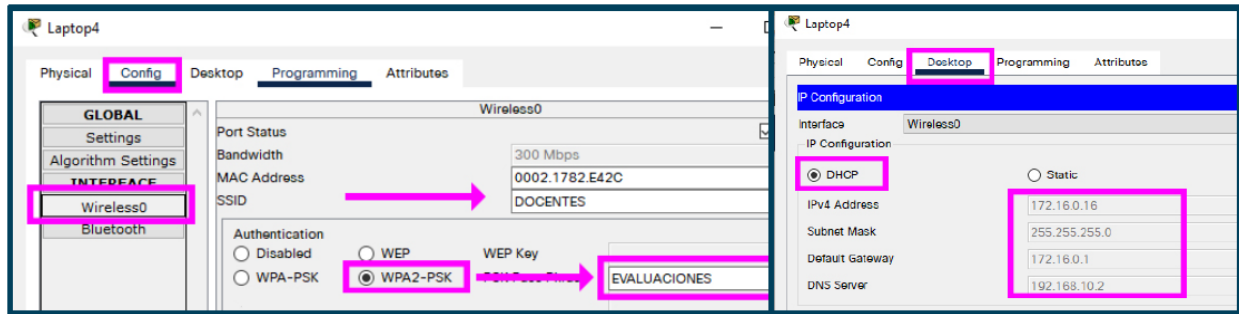 Laptop4
Physical Config Desktop Programming Attributes
GLOBAL
Settings
Algorithm Settings
INTERFACE
Wireless0
Bluetooth
Wireless0
Port Status
Bandwidth 300 Mbps
MAC Address 0002.1782.E42C
SSID DOCENTES
Authentication
Disabled WEP WEP Key
WPA-PSK WPA2-PSK EVALUACIONES
Laptop4
Physical Config Desktop Programming Attributes
IP Configuration
Interface Wireless0
IP Configuration
DHCP Static
IPv4 Address 172.16.0.16
Subnet Mask 255.255.255.0
Default Gateway 172.16.0.1
DNS Server 192.168.10.2